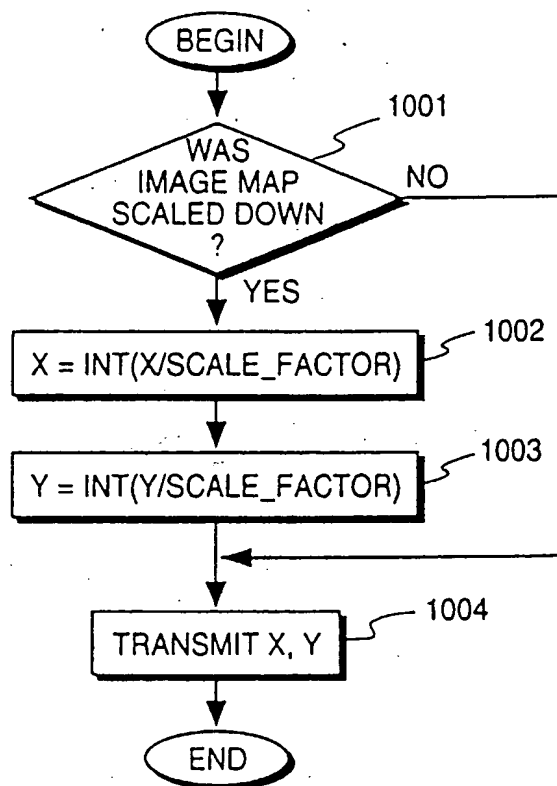 BEGIN
1001
WAS
IMAGE MAP
SCALED DOWN
?
NO
YES
1002
X = INT(X/SCALE_FACTOR)
1003
Y = INT(Y/SCALE_FACTOR)
1004
TRANSMIT X, Y
END